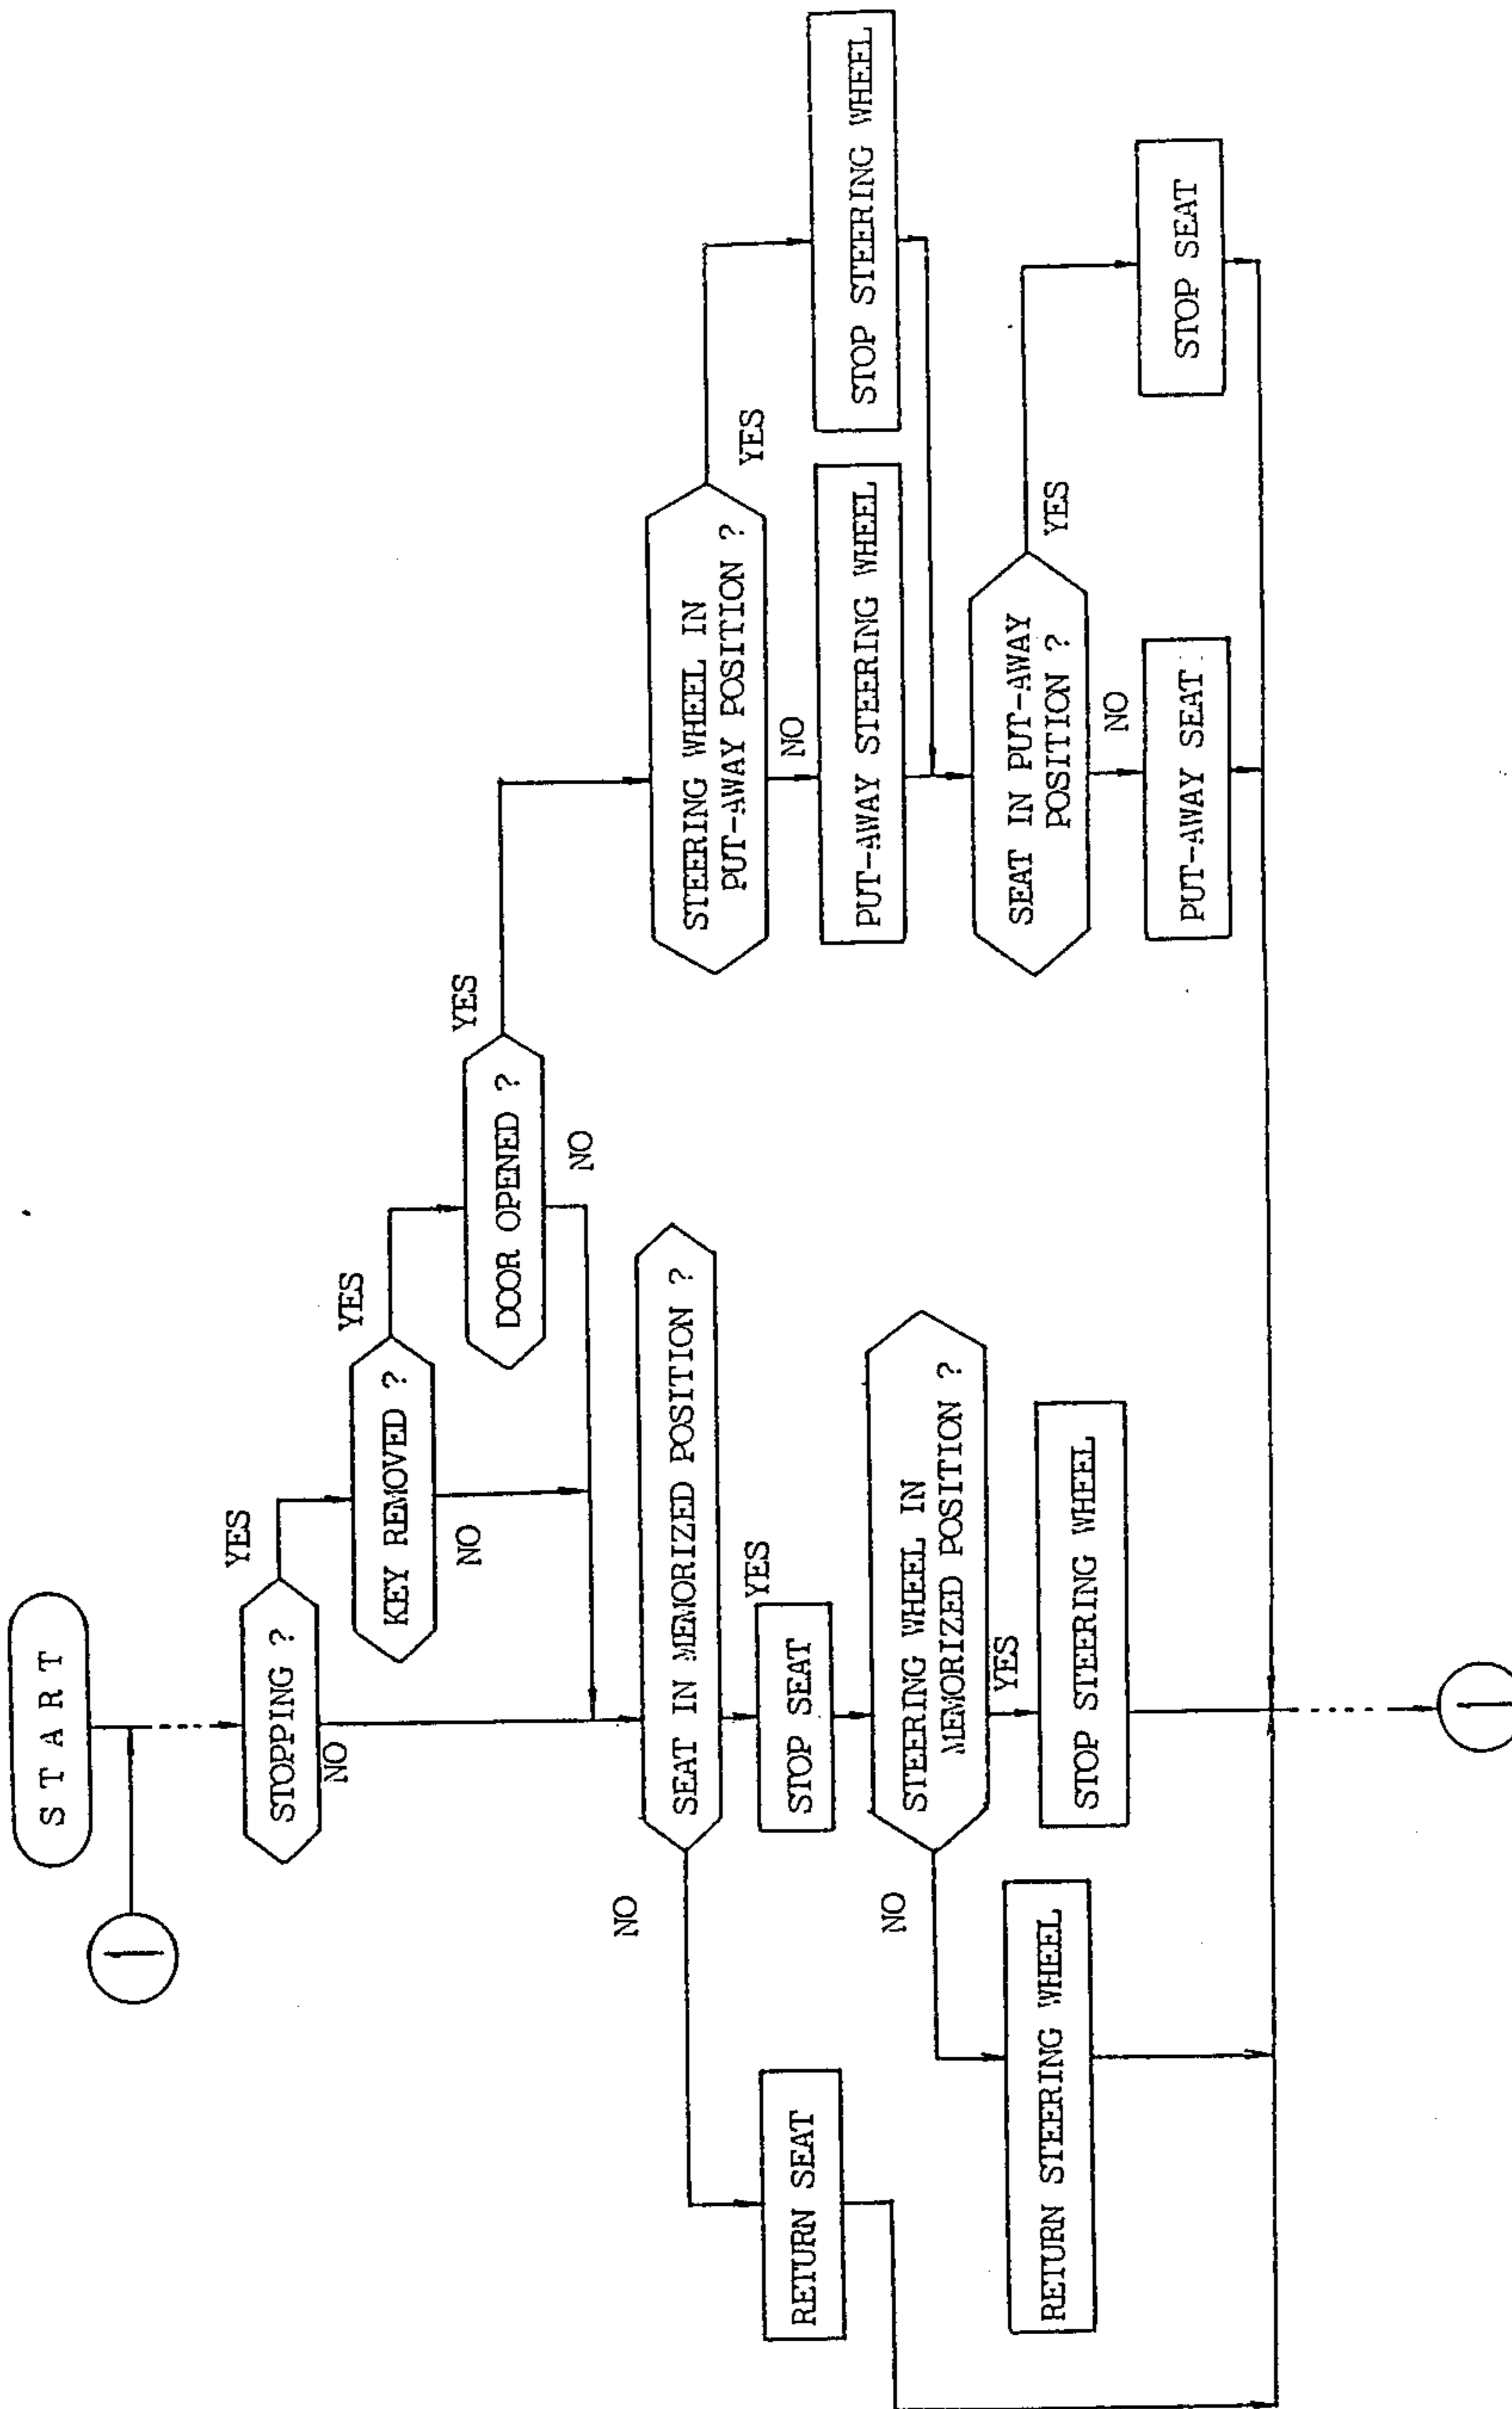 S T A R T
1
STOPPING ?
YES
NO
KEY REMOVED ?
YES
NO
DOOR OPENED ?
YES
NO
SEAT IN MEMORIZED POSITION ?
NO
YES
RETURN SEAT
STOP SEAT
STEERING WHEEL IN
MEMORIZED POSITION ?
NO
YES
RETURN STEERING WHEEL
STOP STEERING WHEEL
STEERING WHEEL IN
PUT-AWAY POSITION ?
YES
NO
PUT-AWAY STEERING WHEEL
STOP STEERING WHEEL
SEAT IN PUT-AWAY
POSITION ?
YES
NO
PUT-AWAY SEAT
STOP SEAT
1